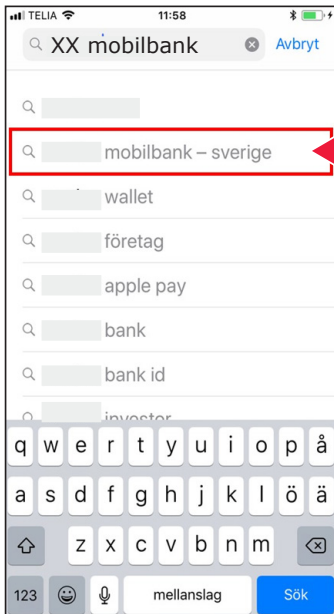 TELIA 11:58
XX mobilbank Avbryt
mobilbank – sverige
wallet
företag
apple pay
bank
bank id
investor
q w e r t y u i o p å
a s d f g h j k l ö ä
z x c v b n m
123 mellanslag Sök